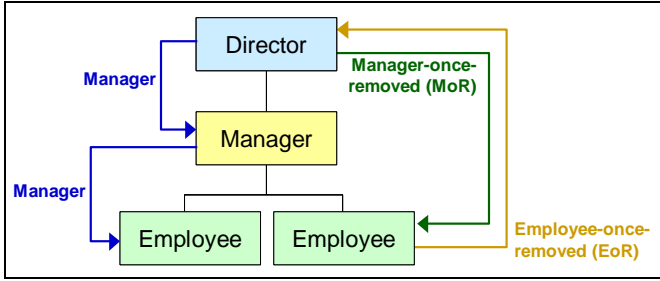 Director
Manager
Manager-once-
removed (MoR)
Manager
Manager
Employee
Employee
Employee-once-
removed (EoR)